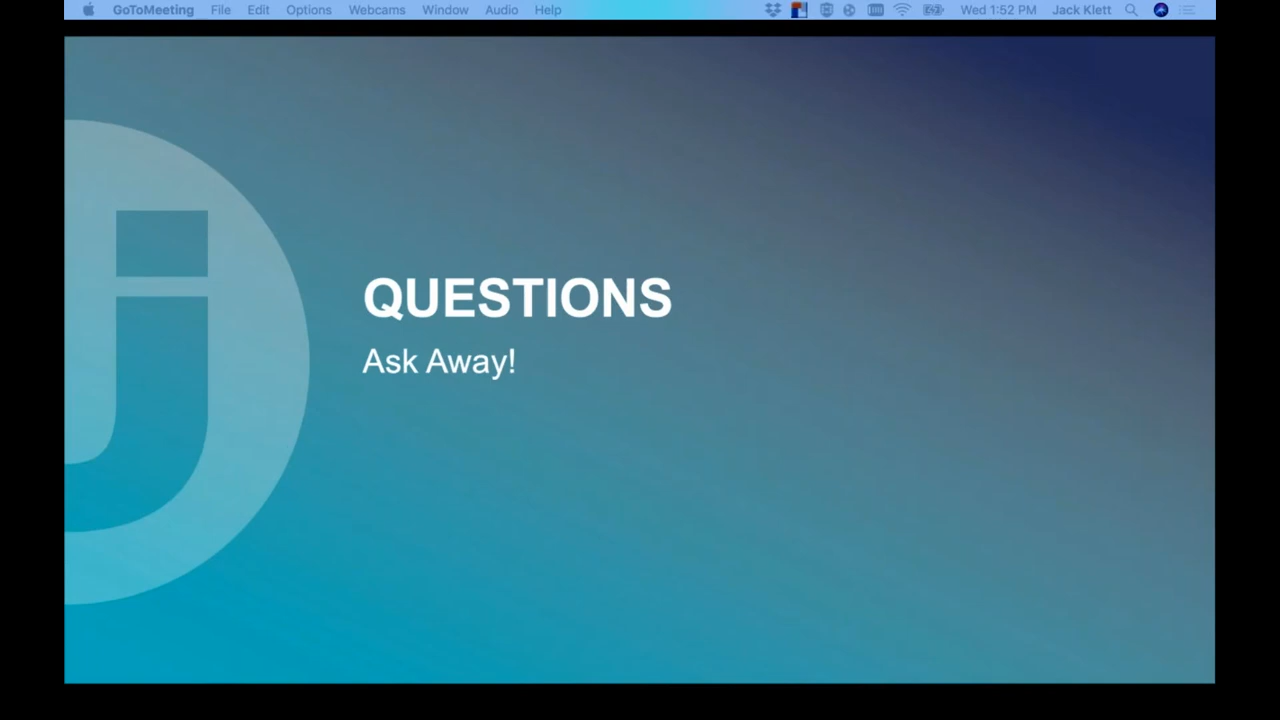 GoToMeeting File Edit Options Webcams Window Audio Help Wed 1:52 PM Jack Klett
j
QUESTIONS
Ask Away!